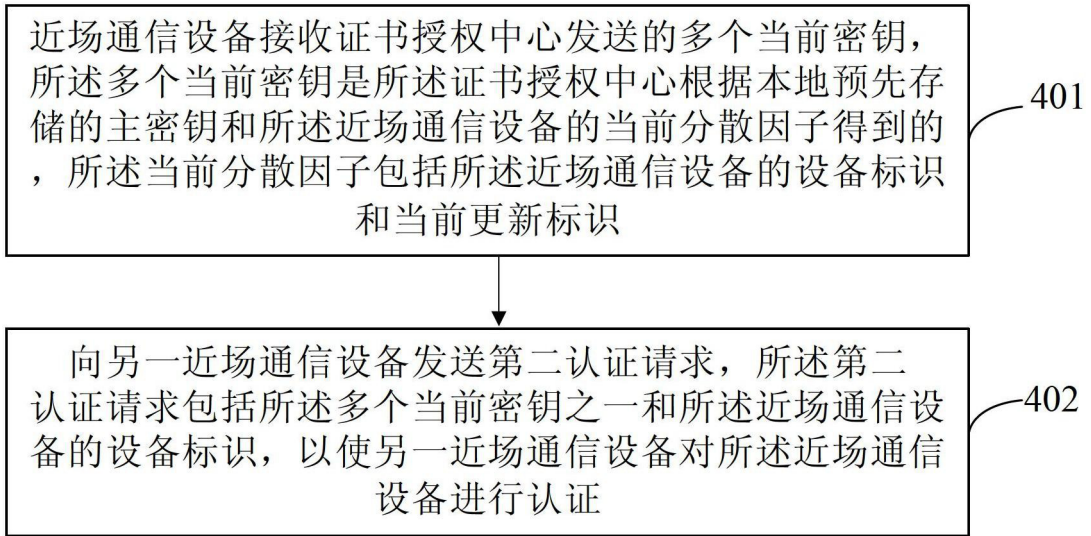 近场通信设备接收证书授权中心发送的多个当前密钥，
所述多个当前密钥是所述证书授权中心根据本地预先存
储的主密钥和所述近场通信设备的当前分散因子得到的
，所述当前分散因子包括所述近场通信设备的设备标识
和当前更新标识
401
向另一近场通信设备发送第二认证请求，所述第二
认证请求包括所述多个当前密钥之一和所述近场通信设
备的设备标识，以使另一近场通信设备对所述近场通信
设备进行认证
402